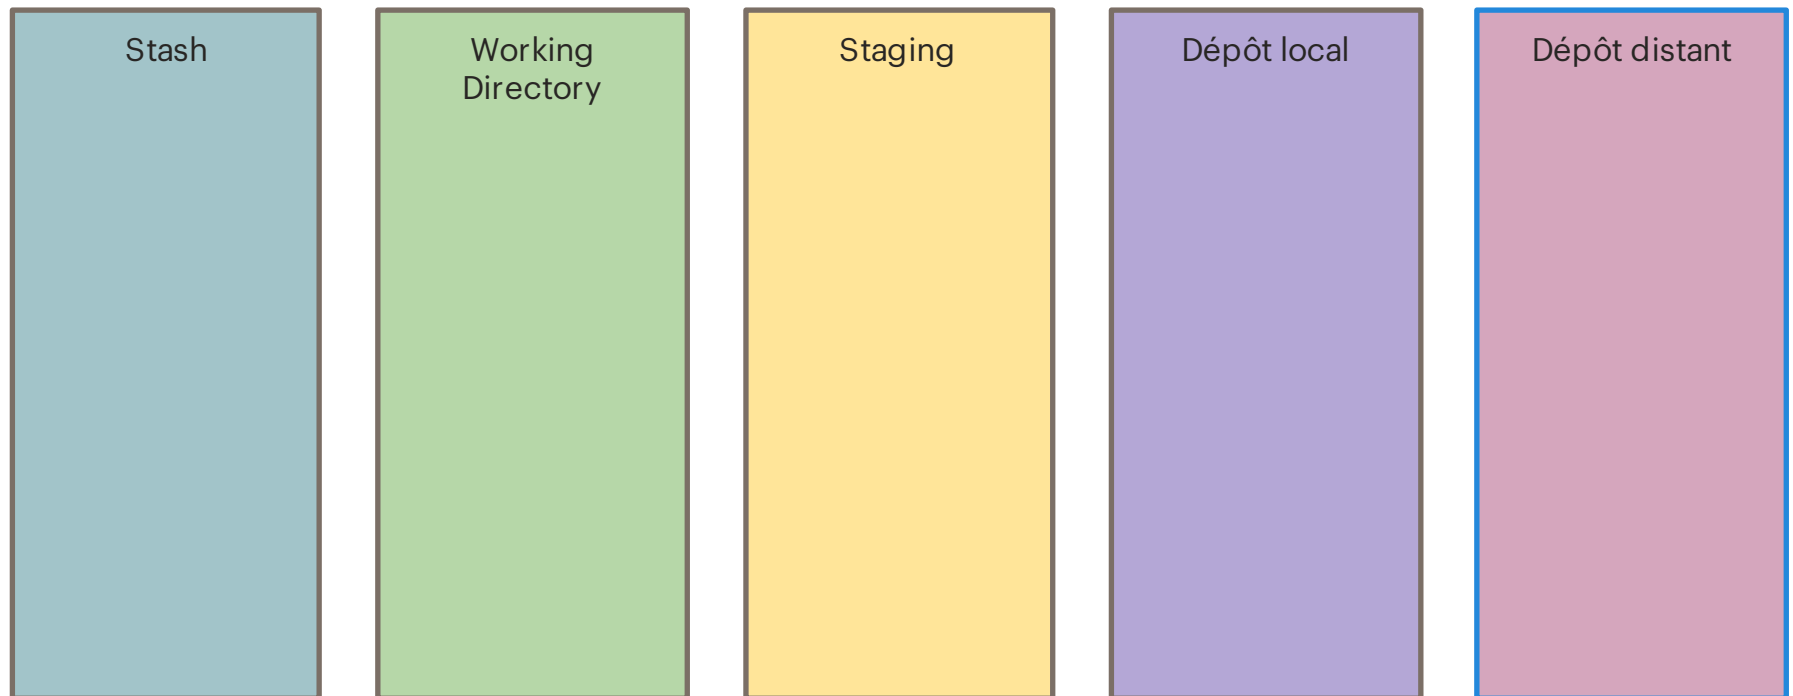 Stash
Working
Directory
Staging
Dépôt local
Dépôt distant